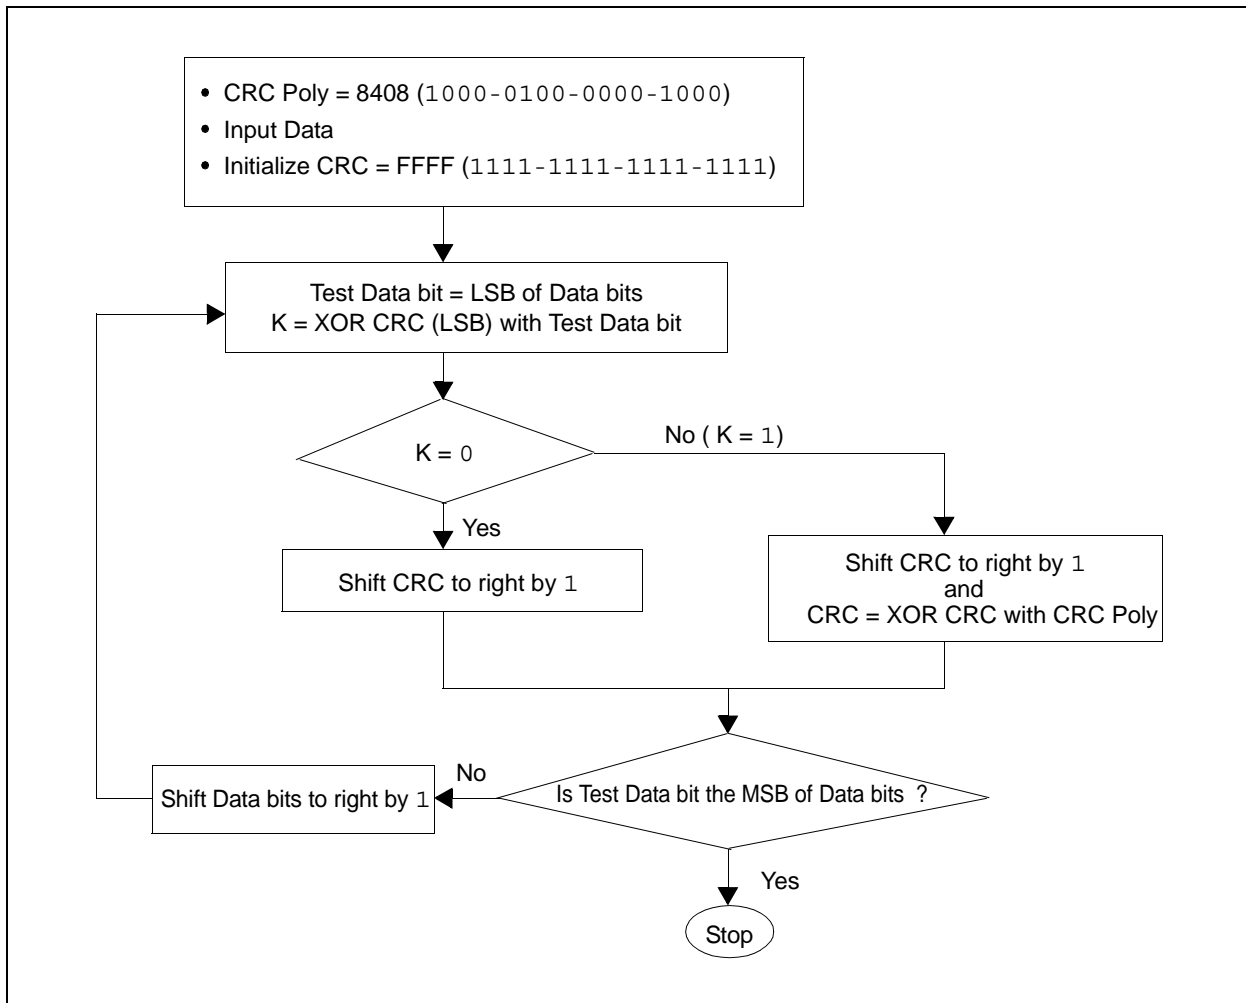 • CRC Poly = 8408 (1000-0100-0000-1000)
• Input Data
• Initialize CRC = FFFF (1111-1111-1111-1111)
Test Data bit = LSB of Data bits
K = XOR CRC (LSB) with Test Data bit
K = 0
No ( K = 1)
Yes
Shift CRC to right by 1
Shift CRC to right by 1
and
CRC = XOR CRC with CRC Poly
Is Test Data bit the MSB of Data bits ?
No
Shift Data bits to right by 1
Yes
Stop